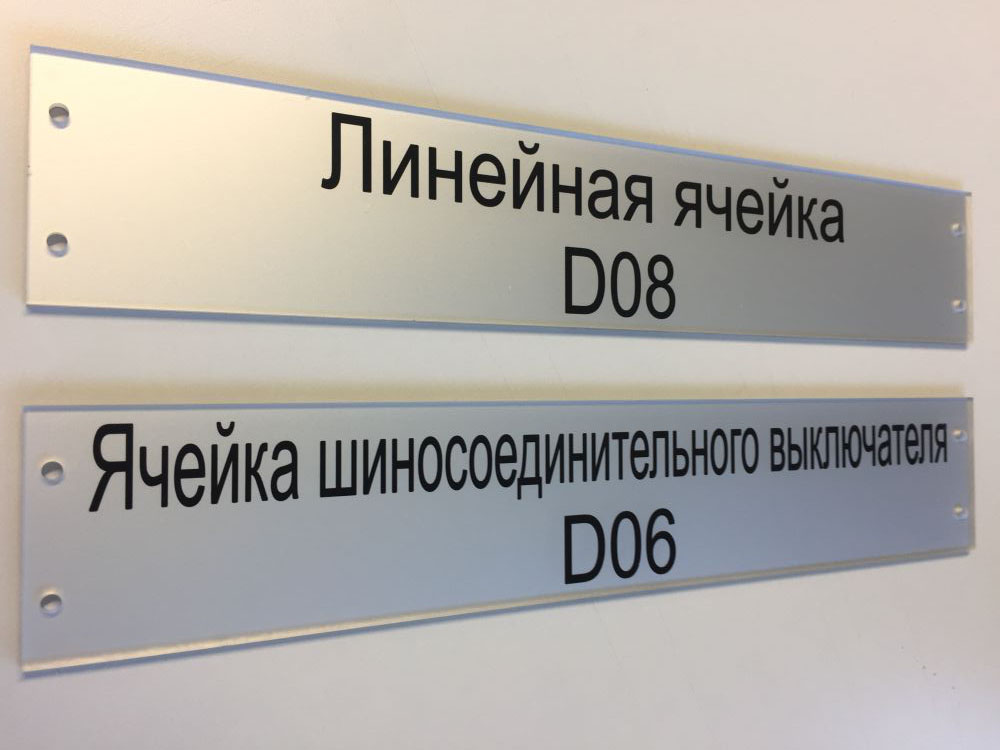 Линейная ячейка
D08
Ячейка шиносоединительного выключателя
D06